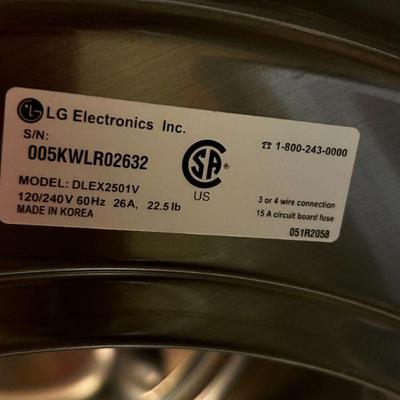 LG Electronics Inc.
S/N:
005KWLR02632
MODEL: DLEX2501V
120/240V 60Hz 26A, 22.5 lb
MADE IN KOREA
SA
US
☎ 1-800-243-0000
3 or 4 wire connection
15 A circuit board fuse
051R2058